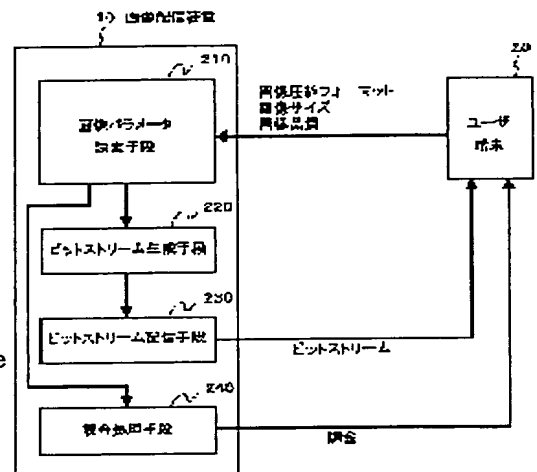 10 画像配信装置
210
画像パラメータ
設定手段
220
ビットストリーム生成手段
230
ビットストリーム配信手段
240
課金処理手段
画像圧縮フォーマット
画像サイズ
画像品質
20
ユーザ
端末
ビットストリーム
課金
e